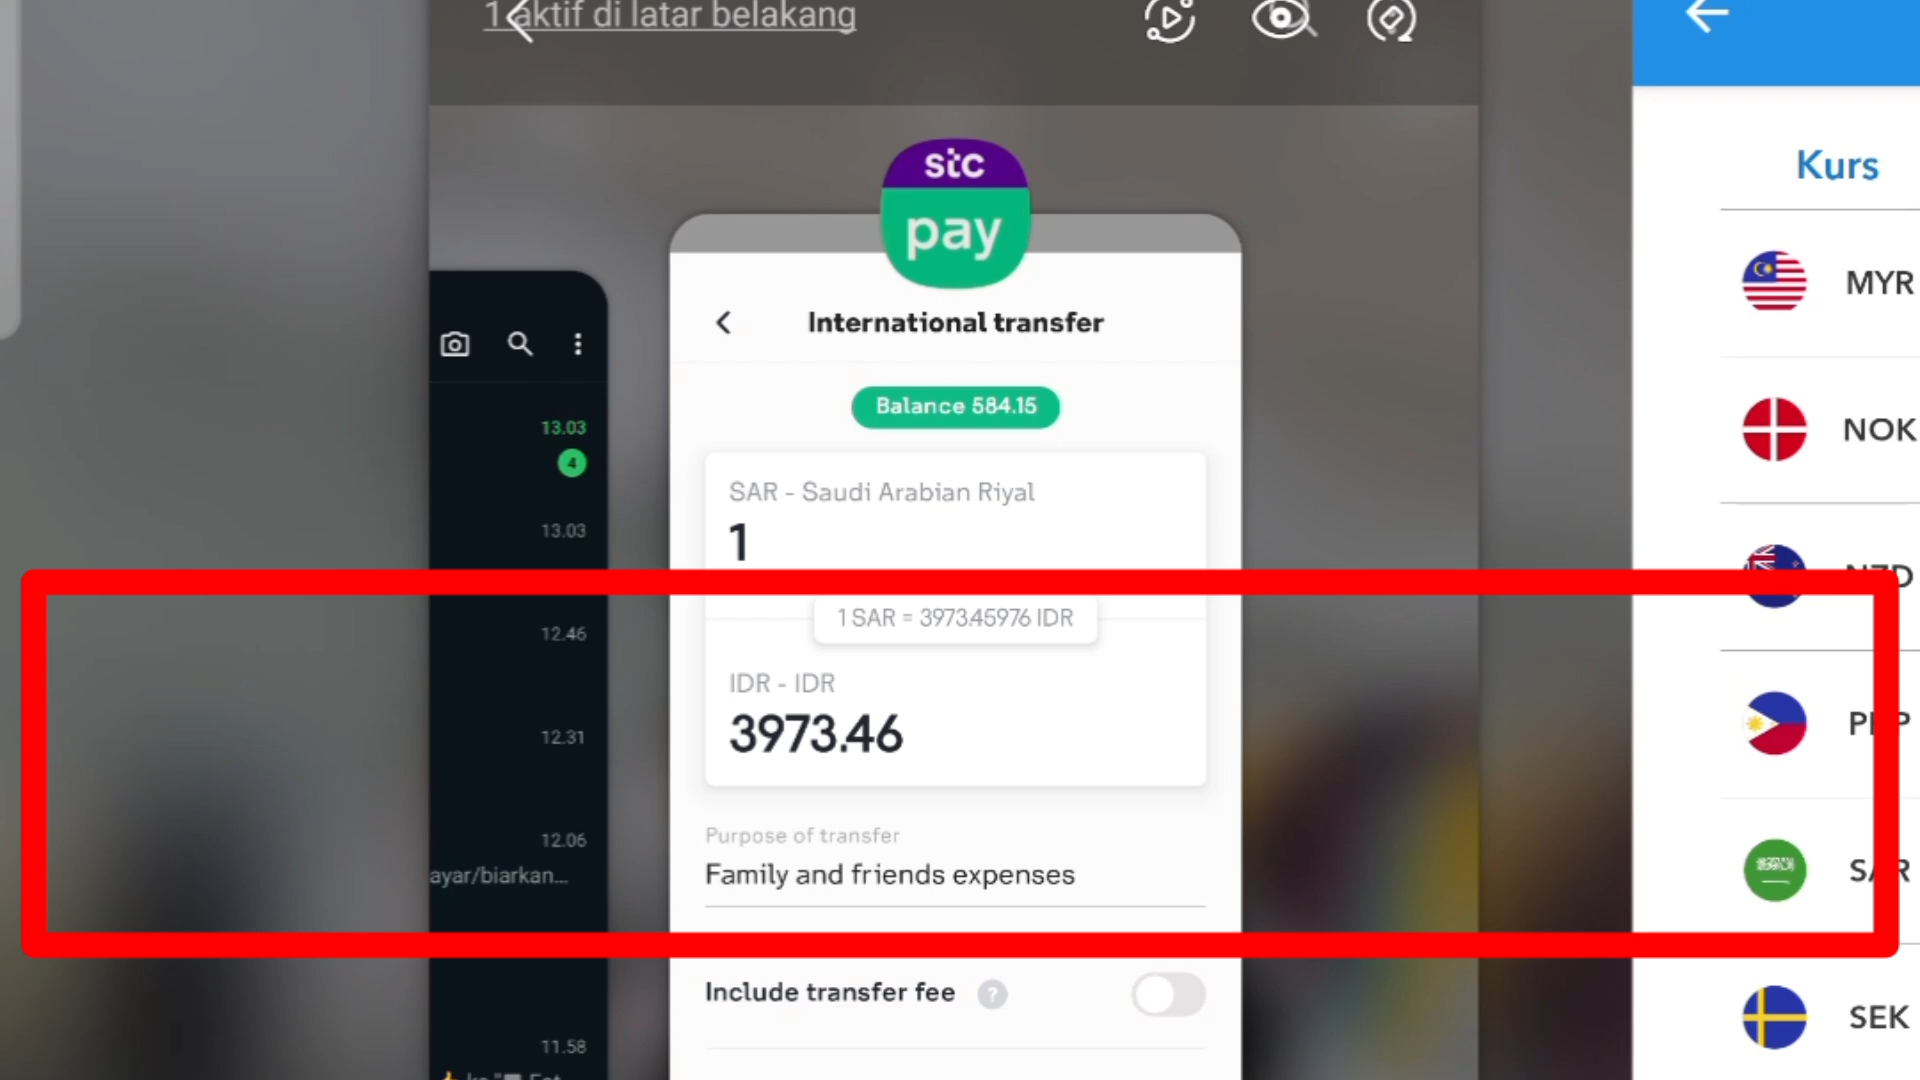 1 aktif di latar belakang
stc
pay
International transfer
Balance 584.15
SAR - Saudi Arabian Riyal
1
1 SAR = 3973.45976 IDR
IDR - IDR
3973.46
Purpose of transfer
Family and friends expenses
Include transfer fee
?
13.03
4
13.03
12.46
12.31
12.06
ayar/biarkan...
11.58
Kurs
MYR
NOK
NZD
PHP
SAR
SEK